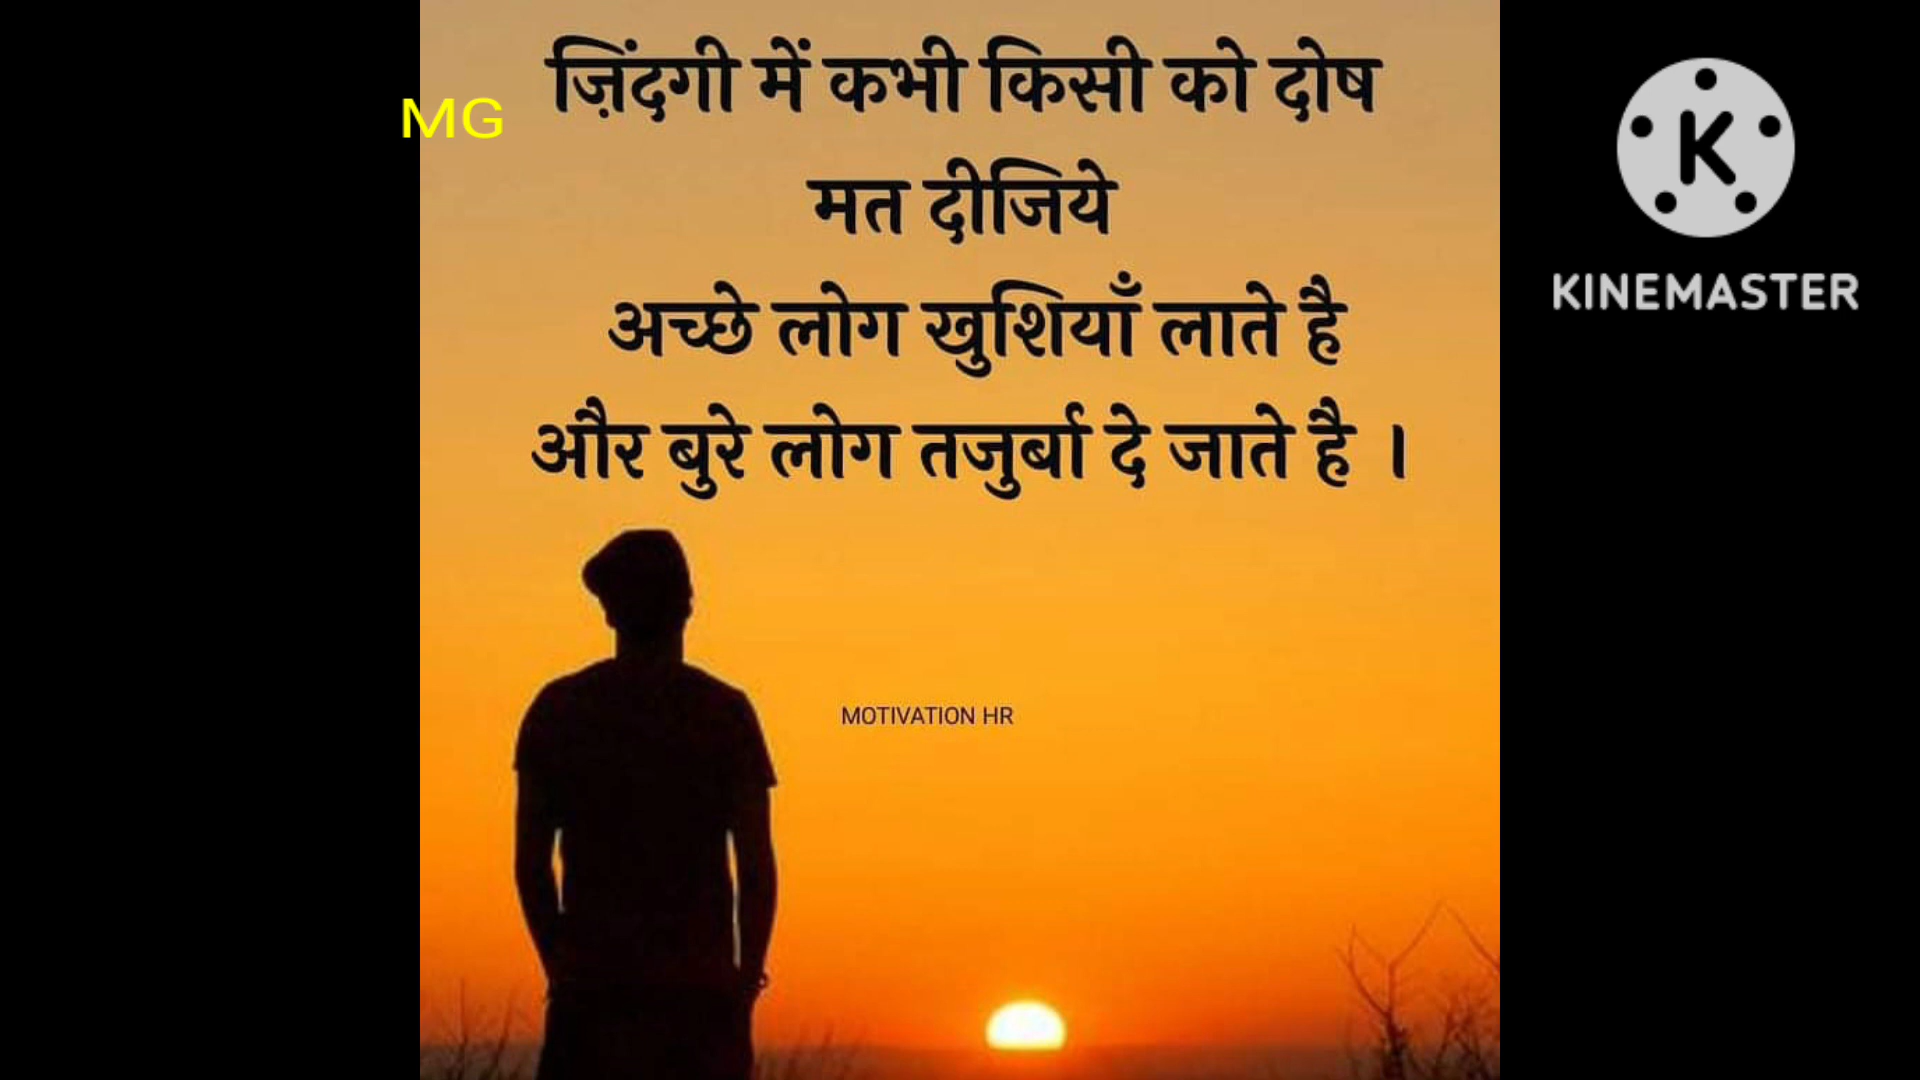 ज़िंदगी में कभी किसी को दोष
मत दीजिये
अच्छे लोग खुशियाँ लाते है
और बुरे लोग तजुर्बा दे जाते है ।
MG
K
KINEMASTER
MOTIVATION HR